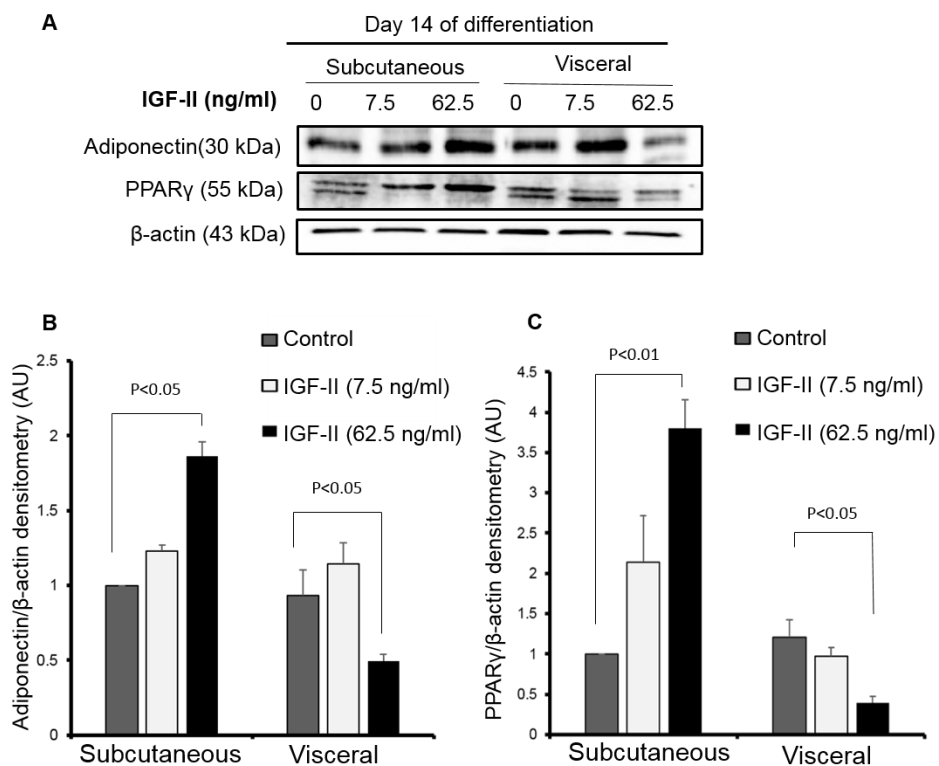 A
Day 14 of differentiation
Subcutaneous Visceral
IGF-II (ng/ml) 0 7.5 62.5 0 7.5 62.5
Adiponectin(30 kDa)
PPARγ (55 kDa)
β-actin (43 kDa)
B
Control
IGF-II (7.5 ng/ml)
IGF-II (62.5 ng/ml)
Adiponectin/β-actin densitometry (AU)
2.5
2
1.5
1
0.5
0
P<0.05
P<0.05
Subcutaneous Visceral
C
Control
IGF-II (7.5 ng/ml)
IGF-II (62.5 ng/ml)
PPARγ/β-actin densitometry (AU)
4.5
4
3.5
3
2.5
2
1.5
1
0.5
0
P<0.01
P<0.05
Subcutaneous Visceral